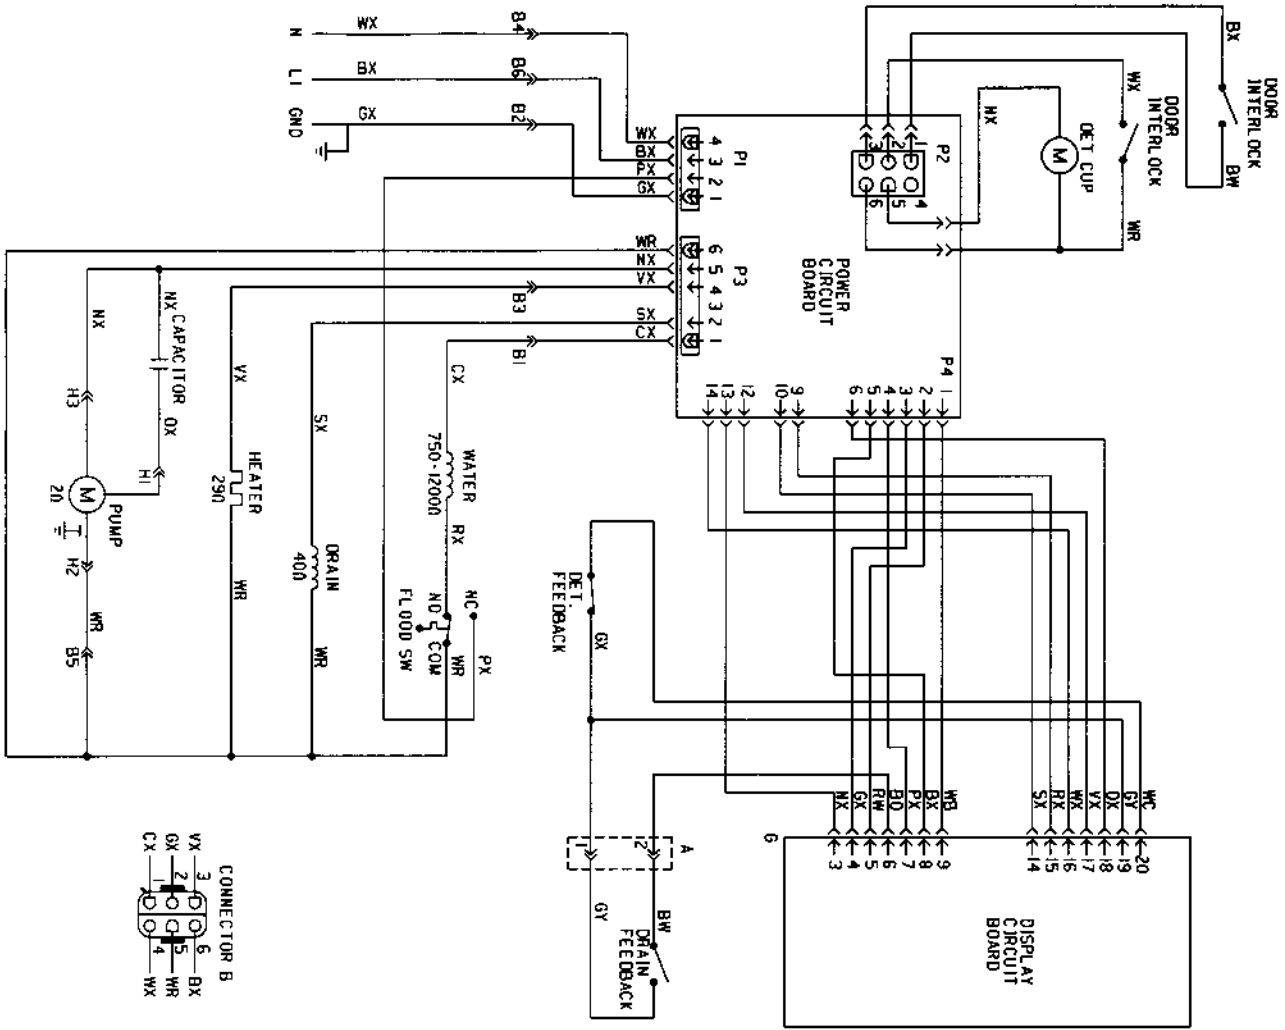 N
WX
B4
L1
BX
B6
GND
GX
B2
WX
BX
PX
GX
4
3
2
1
P1
WR
NX
VX
SX
CX
6
5
4
3
2
1
P3
B3
B1
POWER
CIRCUIT
BOARD
P2
1
2
3
4
5
6
NX
DET CUP
M
WX
DOOR
INTERLOCK
WR
BX
DOOR
INTERLOCK
BW
P4
1
2
3
4
5
6
9
10
12
13
14
NX
NX
CAPACITOR
OX
H3
H1
M
2Ω
PUMP
H2
WR
B5
VX
HEATER
29Ω
WR
SX
DRAIN
40Ω
WR
CX
WATER
750-1200Ω
RX
NO
NC
COM
FLOOD SW
WR
PX
DET.
FEEDBACK
GX
A
1
2
GY
BW
DRAIN
FEEDBACK
NX
GX
RW
BO
PX
BX
WB
SX
RX
WX
VX
OX
GY
WC
G
3
4
5
6
7
8
9
14
15
16
17
18
19
20
DISPLAY
CIRCUIT
BOARD
CONNECTOR B
VX
GX
CX
3
2
1
6
5
4
BX
WR
WX